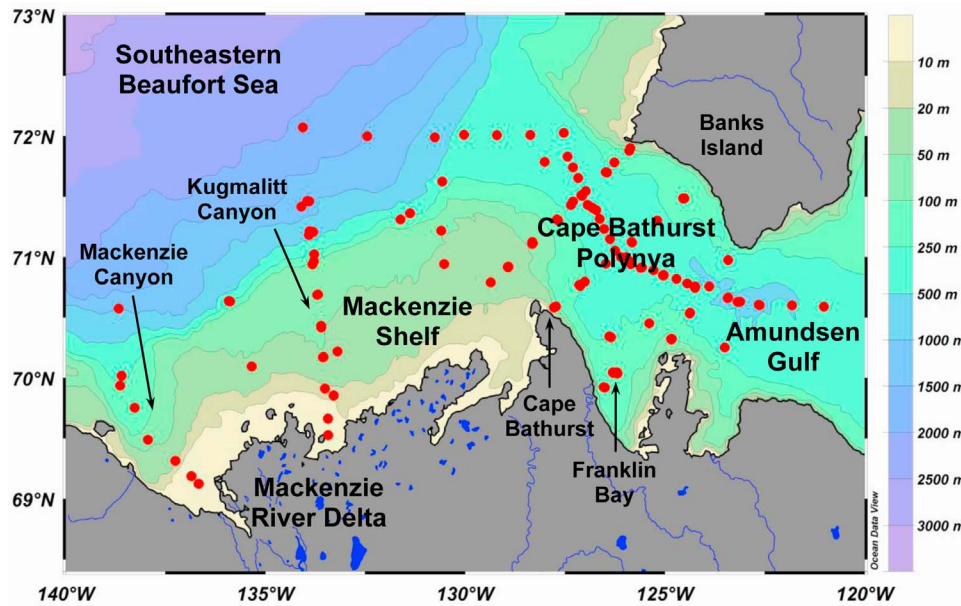 73°N
72°N
71°N
70°N
69°N
140°W
135°W
130°W
125°W
120°W
Southeastern
Beaufort Sea
Banks
Island
Kugmalitt
Canyon
Mackenzie
Canyon
Cape Bathurst
Polynya
Mackenzie
Shelf
Amundsen
Gulf
Cape
Bathurst
Franklin
Bay
Mackenzie
River Delta
10 m
20 m
50 m
100 m
250 m
500 m
1000 m
1500 m
2000 m
2500 m
3000 m
Ocean Data View